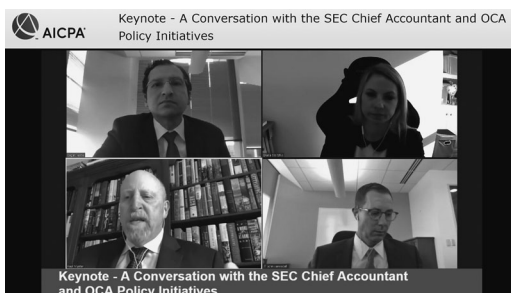 AICPA®
Keynote - A Conversation with the SEC Chief Accountant and OCA
Policy Initiatives
Keynote - A Conversation with the SEC Chief Accountant
and OCA Policy Initiatives